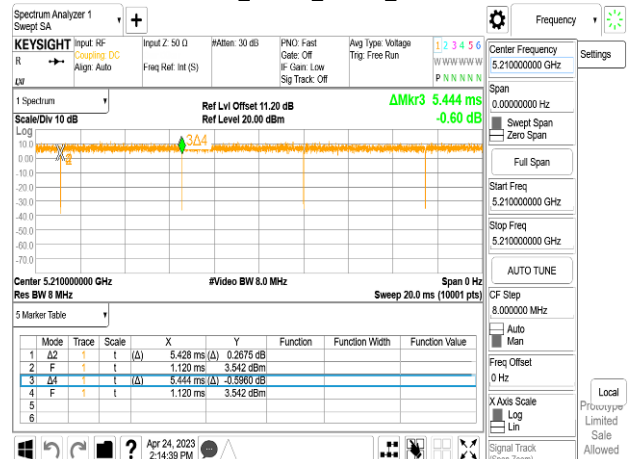 Spectrum Analyzer 1
Swept SA
Frequency
KEYSIGHT
Input: RF
Coupling: DC
Align: Auto
Input Z: 50 Ω
Freq Ref: Int (S)
#Atten: 30 dB
PNO: Fast
Gate: Off
IF Gain: Low
Sig Track: Off
Avg Type: Voltage
Trig: Free Run
1 2 3 4 5 6
W W W W W W
P N N N N N
R
LXI
Center Frequency
5.210000000 GHz
Settings
Span
0.00000000 Hz
Swept Span
Zero Span
Full Span
Start Freq
5.210000000 GHz
Stop Freq
5.210000000 GHz
AUTO TUNE
CF Step
8.000000 MHz
Auto
Man
Freq Offset
0 Hz
X Axis Scale
Log
Lin
Signal Track
(Span Zoom)
Local
Prototype
Limited
Sale
Allowed
1 Spectrum
Scale/Div 10 dB
Log
Ref Lvl Offset 11.20 dB
Ref Level 20.00 dBm
ΔMkr3 5.444 ms
-0.60 dB
3Δ4
10.0
0.00
-10.0
-20.0
-30.0
-40.0
-50.0
-60.0
-70.0
Center 5.210000000 GHz
Res BW 8 MHz
#Video BW 8.0 MHz
Span 0 Hz
Sweep 20.0 ms (10001 pts)
5 Marker Table
Mode Trace Scale X Y Function Function Width Function Value
1 Δ2 1 t (Δ) 5.428 ms (Δ) 0.2675 dB
2 F 1 t 1.120 ms 3.542 dBm
3 Δ4 1 t (Δ) 5.444 ms (Δ) -0.5960 dB
4 F 1 t 1.120 ms 3.542 dBm
5
6
?
Apr 24, 2023
2:14:39 PM